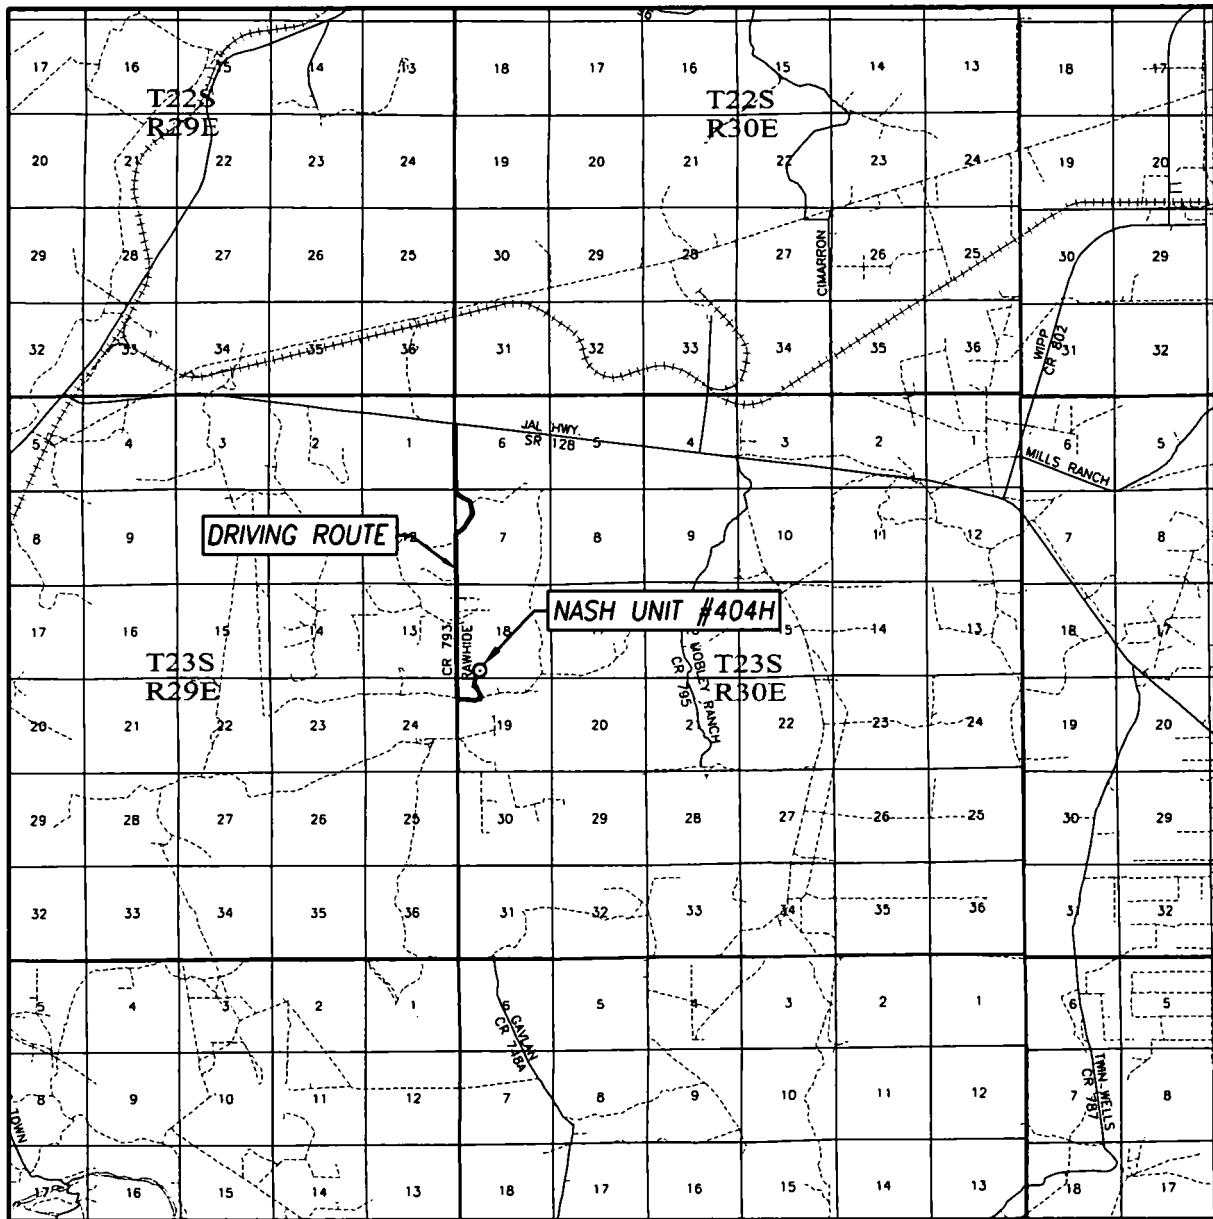 17 16 15 14 13 18 17 16 15 14 13 18 17
T22S
R29E
T22S
R30E
20 21 22 23 24 19 20 21 22 23 24 19 20
29 28 27 26 25 30 29 28 27 26 25 30 29
CIMARRON
32 33 34 35 36 31 32 33 34 35 36 31 32
WIPP
CR 802
5 4 3 2 1 6 5 4 3 2 1 6 5
JAL HWY.
SR 128
MILLS RANCH
8 9 12 7 8 9 10 11 12 7 8
DRIVING ROUTE
NASH UNIT #404H
17 16 15 14 13 18 15 14 13 18 17
CR 793
RAWHIDE
MOBLEY RANCH
CR 795
T23S
R29E
T23S
R30E
20 21 22 23 24 19 20 21 22 23 24 19 20
29 28 27 26 25 30 29 28 27 26 25 30 29
32 33 34 35 36 31 32 33 34 35 36 31 32
5 4 3 2 1 6 5 4 3 2 1 6 5
GAVLAN
CR 748A
8 9 10 11 12 7 8 9 10 11 12 7 8
TWIN-WELLS
CR 787
TOWN
17 16 15 14 13 18 17 16 15 14 13 18 17